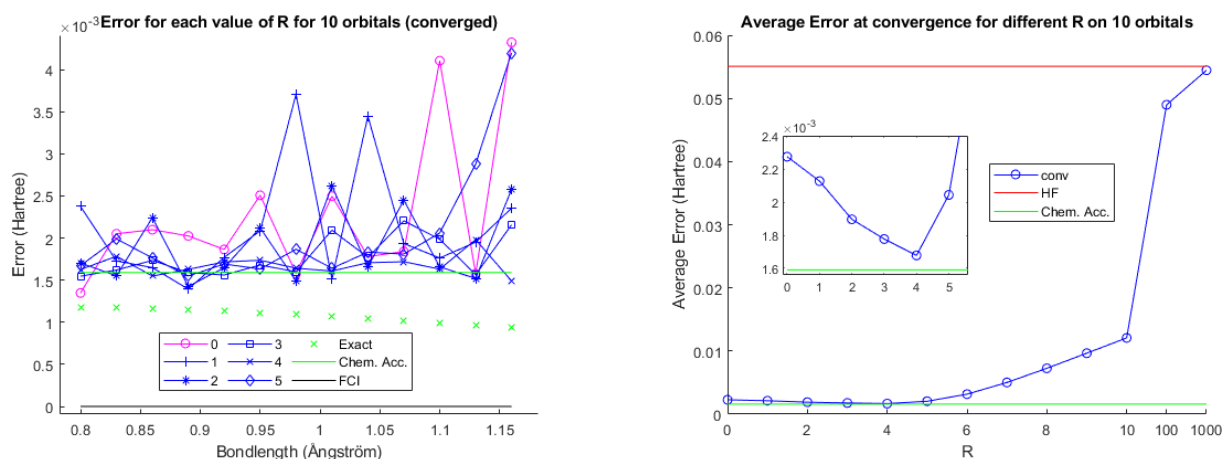 ×10⁻³
Error for each value of R for 10 orbitals (converged)
4
3.5
3
2.5
2
1.5
1
0.5
0
Error (Hartree)
0
1
2
3
4
5
Exact
Chem. Acc.
FCI
0.8 0.85 0.9 0.95 1 1.05 1.1 1.15
Bondlength (Ångström)
Average Error at convergence for different R on 10 orbitals
0.06
0.05
0.04
0.03
0.02
0.01
0
Average Error (Hartree)
×10⁻³
2.4
2.2
2
1.8
1.6
0 1 2 3 4 5
conv
HF
Chem. Acc.
0 2 4 6 8 10 100 1000
R